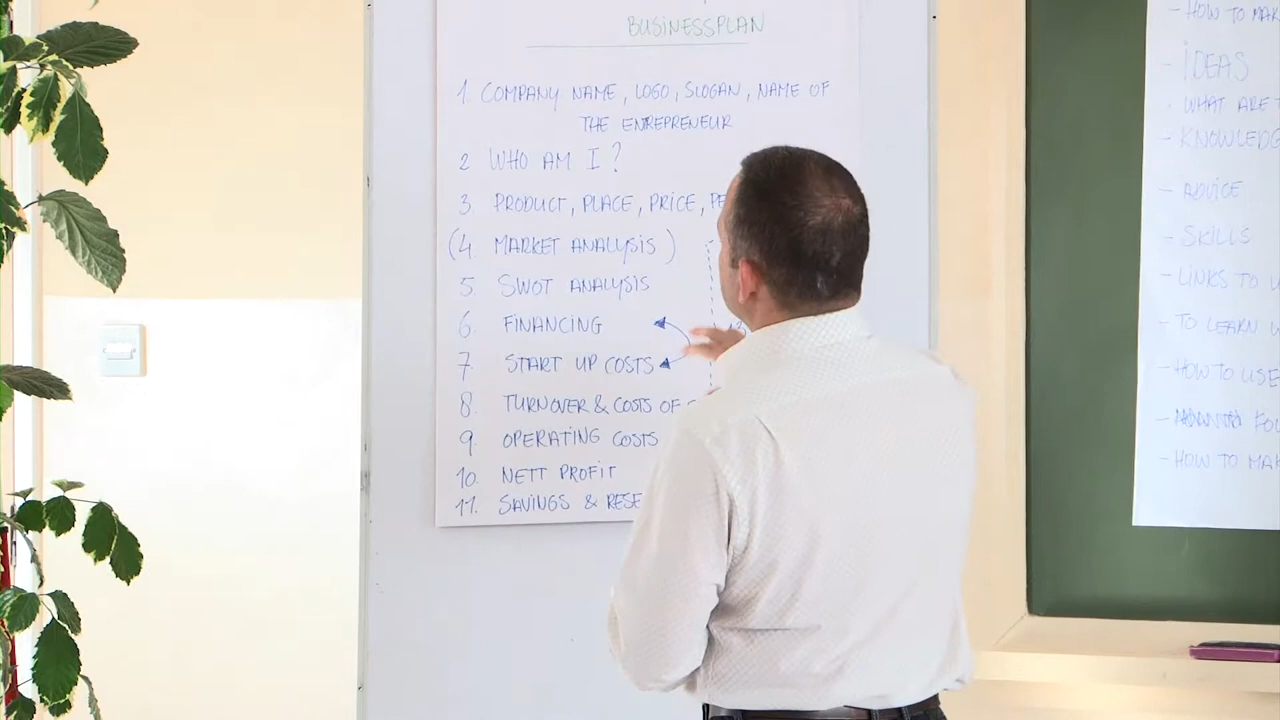 BUSINESSPLAN
1. COMPANY NAME, LOGO, SLOGAN, NAME OF
THE ENTREPRENEUR
2 WHO AM I?
3. PRODUCT, PLACE, PRICE,
(4. MARKET ANALYSIS)
5. SWOT ANALYSIS
6. FINANCING
7. START UP COSTS
8. TURNOVER & COSTS OF
9. OPERATING COSTS
10. NETT PROFIT
11. SAVINGS &
- HOW TO
- IDEAS
- WHAT ARE
- KNOWLEDG
- ADVICE
- SKILLS
- LINKS TO
- TO LEARN
- HOW TO USE
- HOW TO